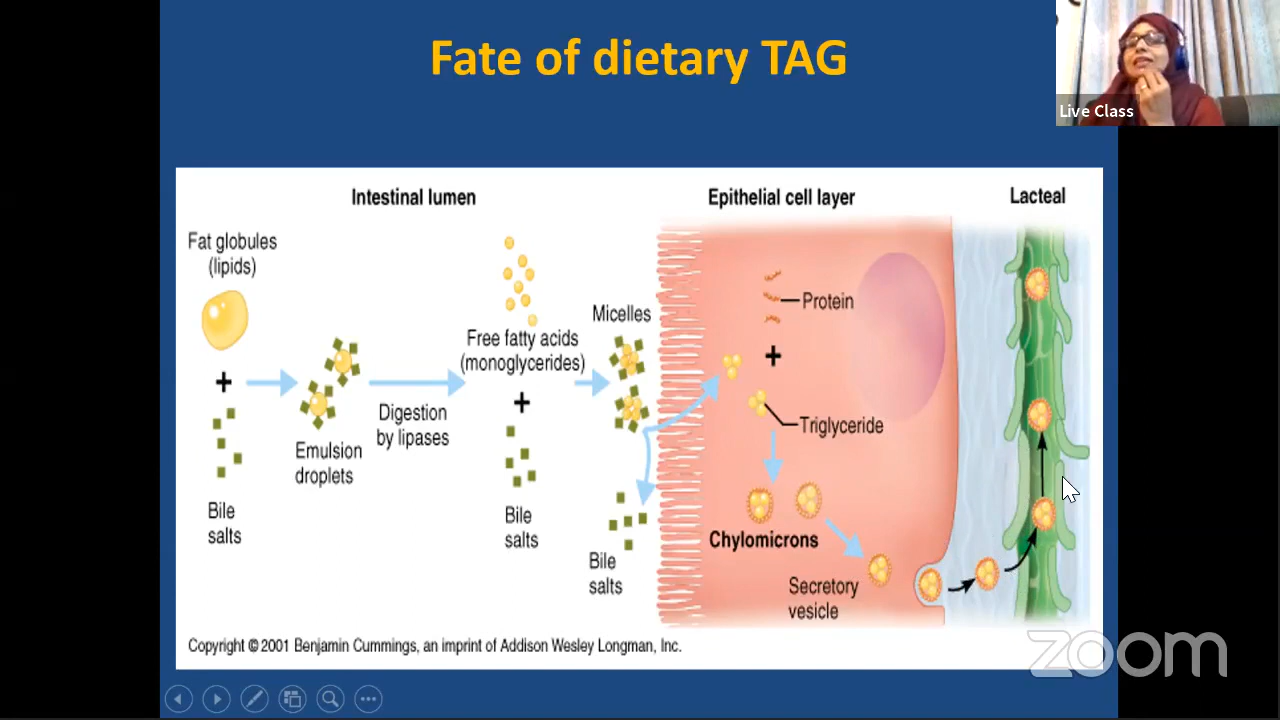 Fate of dietary TAG
Live Class
Intestinal lumen
Epithelial cell layer
Lacteal
Fat globules
(lipids)
+
Bile
salts
Emulsion
droplets
Digestion
by lipases
Free fatty acids
(monoglycerides)
+
Bile
salts
Micelles
Bile
salts
Protein
+
Triglyceride
Chylomicrons
Secretory
vesicle
Copyright © 2001 Benjamin Cummings, an imprint of Addison Wesley Longman, Inc.
zoom